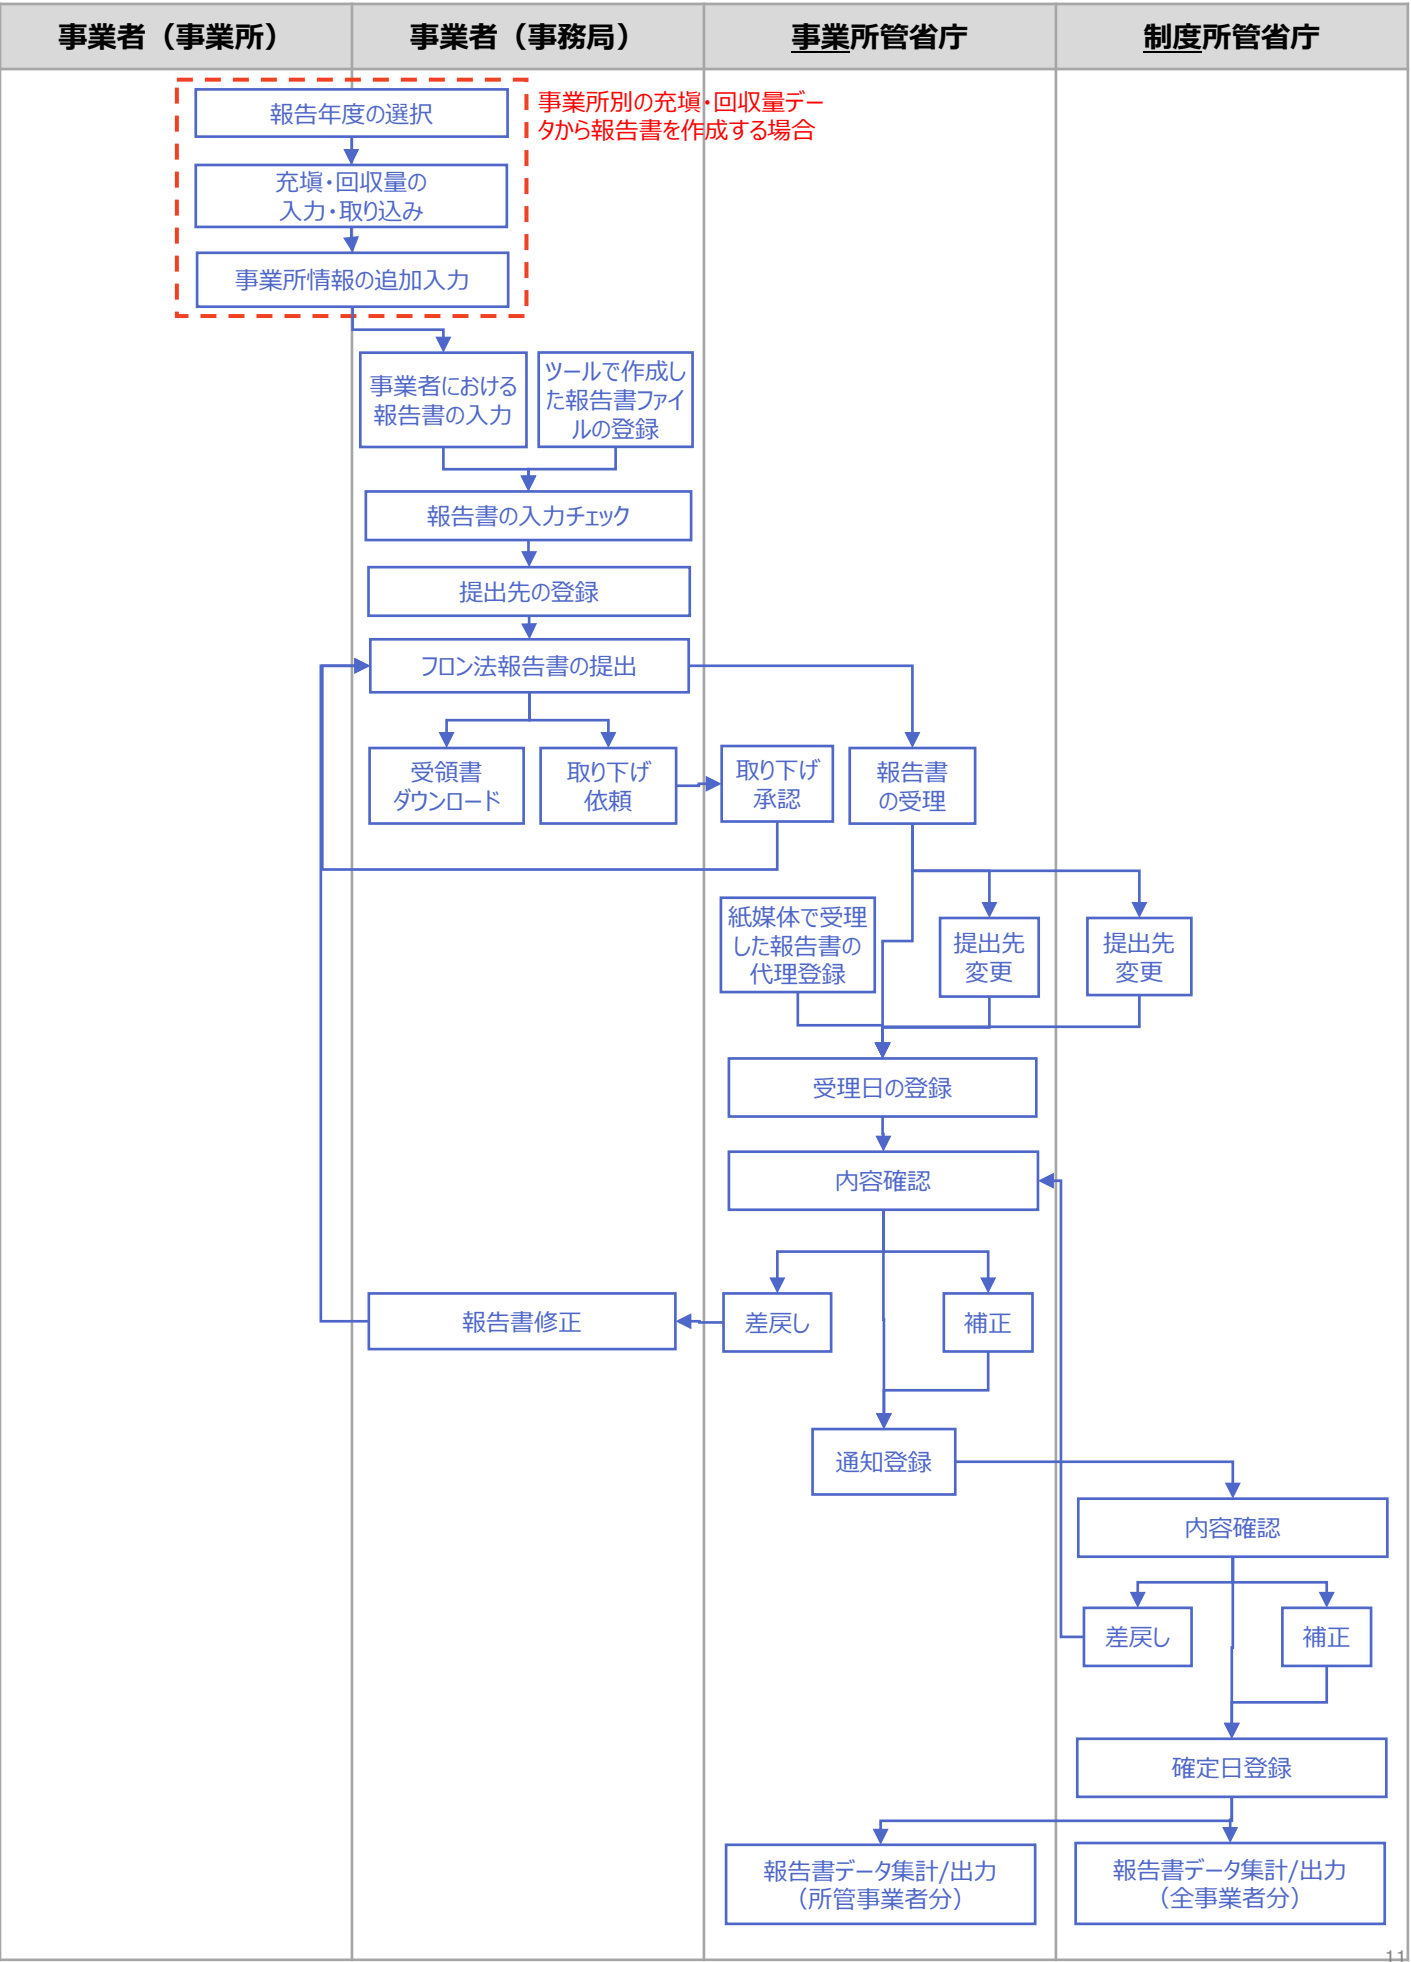 事業者（事業所）
事業者（事務局）
事業所管省庁
制度所管省庁
報告年度の選択
事業所別の充塡・回収量デー
タから報告書を作成する場合
充塡・回収量の
入力・取り込み
事業所情報の追加入力
事業者における
報告書の入力
ツールで作成し
た報告書ファイ
ルの登録
報告書の入力チェック
提出先の登録
フロン法報告書の提出
受領書
ダウンロード
取り下げ
依頼
取り下げ
承認
報告書
の受理
紙媒体で受理
した報告書の
代理登録
提出先
変更
提出先
変更
受理日の登録
内容確認
報告書修正
差戻し
補正
通知登録
内容確認
差戻し
補正
確定日登録
報告書データ集計/出力
（所管事業者分）
報告書データ集計/出力
（全事業者分）
11